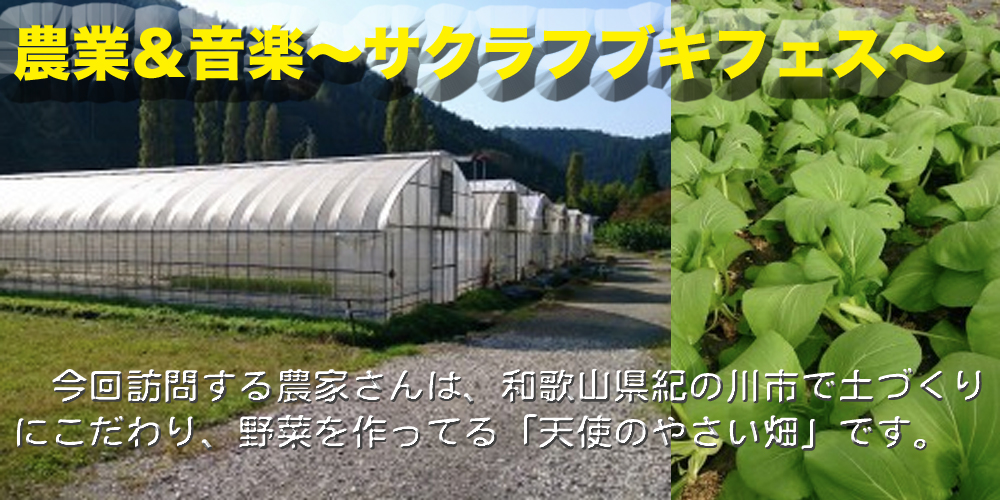 農業&音楽～サクラフブキフェス～
今回訪問する農家さんは、和歌山県紀の川市で土づくり
にこだわり、野菜を作ってる「天使のやさい畑」です。